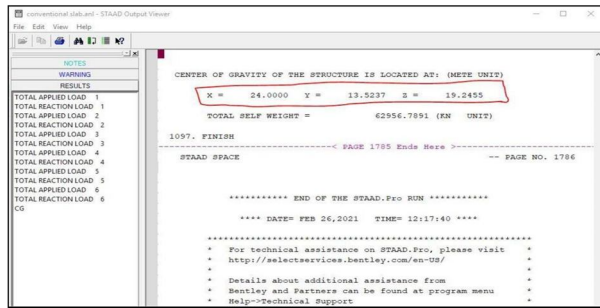 conventional slab.anl - STAAD Output Viewer
File Edit View Help
NOTES
WARNING
RESULTS
TOTAL APPLIED LOAD 1
TOTAL REACTION LOAD 1
TOTAL APPLIED LOAD 2
TOTAL REACTION LOAD 2
TOTAL APPLIED LOAD 3
TOTAL REACTION LOAD 3
TOTAL APPLIED LOAD 4
TOTAL REACTION LOAD 4
TOTAL APPLIED LOAD 5
TOTAL REACTION LOAD 5
TOTAL APPLIED LOAD 6
TOTAL REACTION LOAD 6
CG
CENTER OF GRAVITY OF THE STRUCTURE IS LOCATED AT: (METE UNIT)
X = 24.0000 Y = 13.5237 Z = 19.2455
TOTAL SELF WEIGHT = 62956.7891 (KN UNIT)
1097. FINISH
< PAGE 1785 Ends Here >
STAAD SPACE -- PAGE NO. 1786
*********** END OF THE STAAD.Pro RUN ***********
**** DATE= FEB 26,2021 TIME= 12:17:40 ****
* For technical assistance on STAAD.Pro, please visit *
* http://selectservices.bentley.com/en-US/ *
* Details about additional assistance from *
* Bentley and Partners can be found at program menu *
* Help->Technical Support *